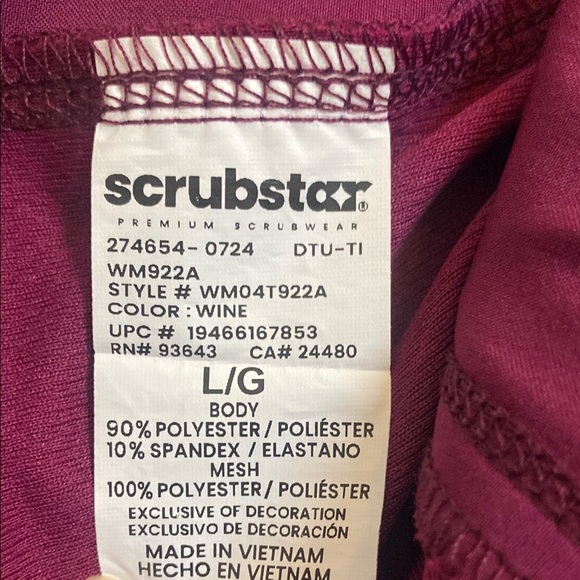 scrubstar®
PREMIUM SCRUBWEAR
274654-0724 DTU-TI
WM922A
STYLE # WM04T922A
COLOR : WINE
UPC # 19466167853
RN# 93643 CA# 24480
L/G
BODY
90% POLYESTER / POLIÉSTER
10% SPANDEX / ELASTANO
MESH
100% POLYESTER / POLIÉSTER
EXCLUSIVE OF DECORATION
EXCLUSIVO DE DECORACIÓN
MADE IN VIETNAM
HECHO EN VIETNAM